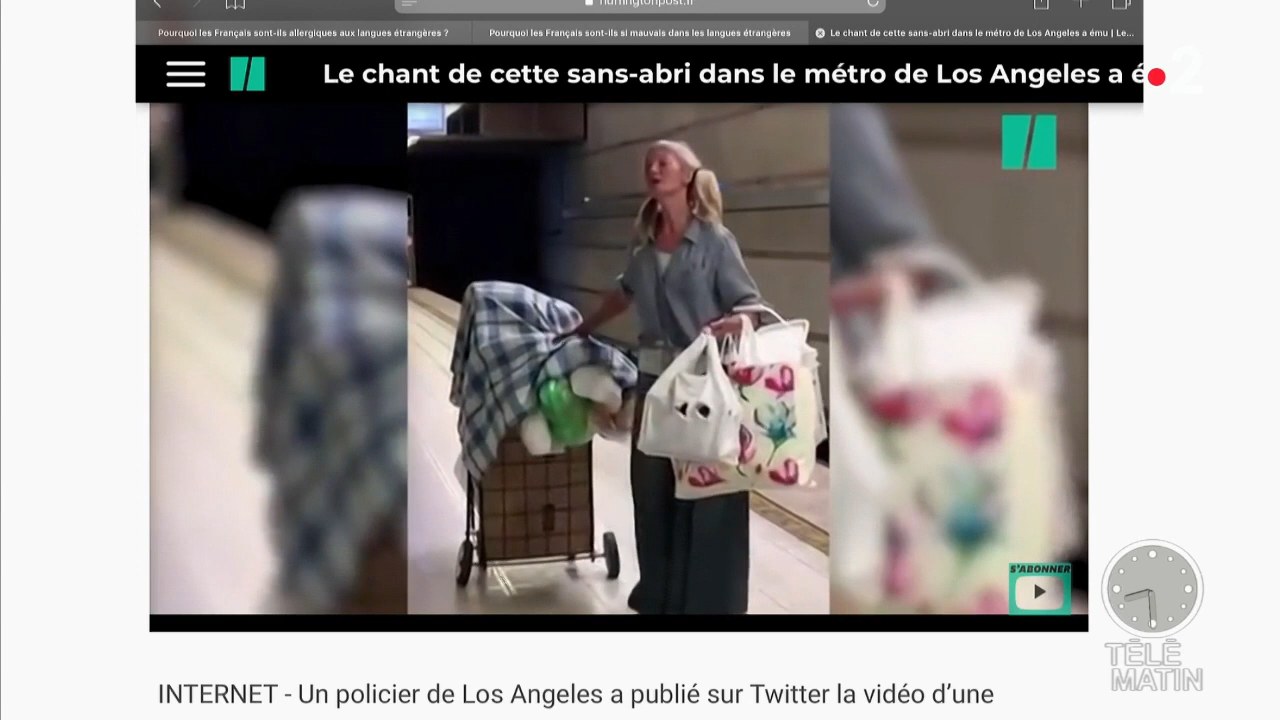 huffingtonpost.fr
Pourquoi les Français sont-ils allergiques aux langues étrangères ?
Pourquoi les Français sont-ils si mauvais dans les langues étrangères
Le chant de cette sans-abri dans le métro de Los Angeles a ému | Le...
Le chant de cette sans-abri dans le métro de Los Angeles a é
2
S'ABONNER
TÉLÉ
MATIN
INTERNET - Un policier de Los Angeles a publié sur Twitter la vidéo d’une